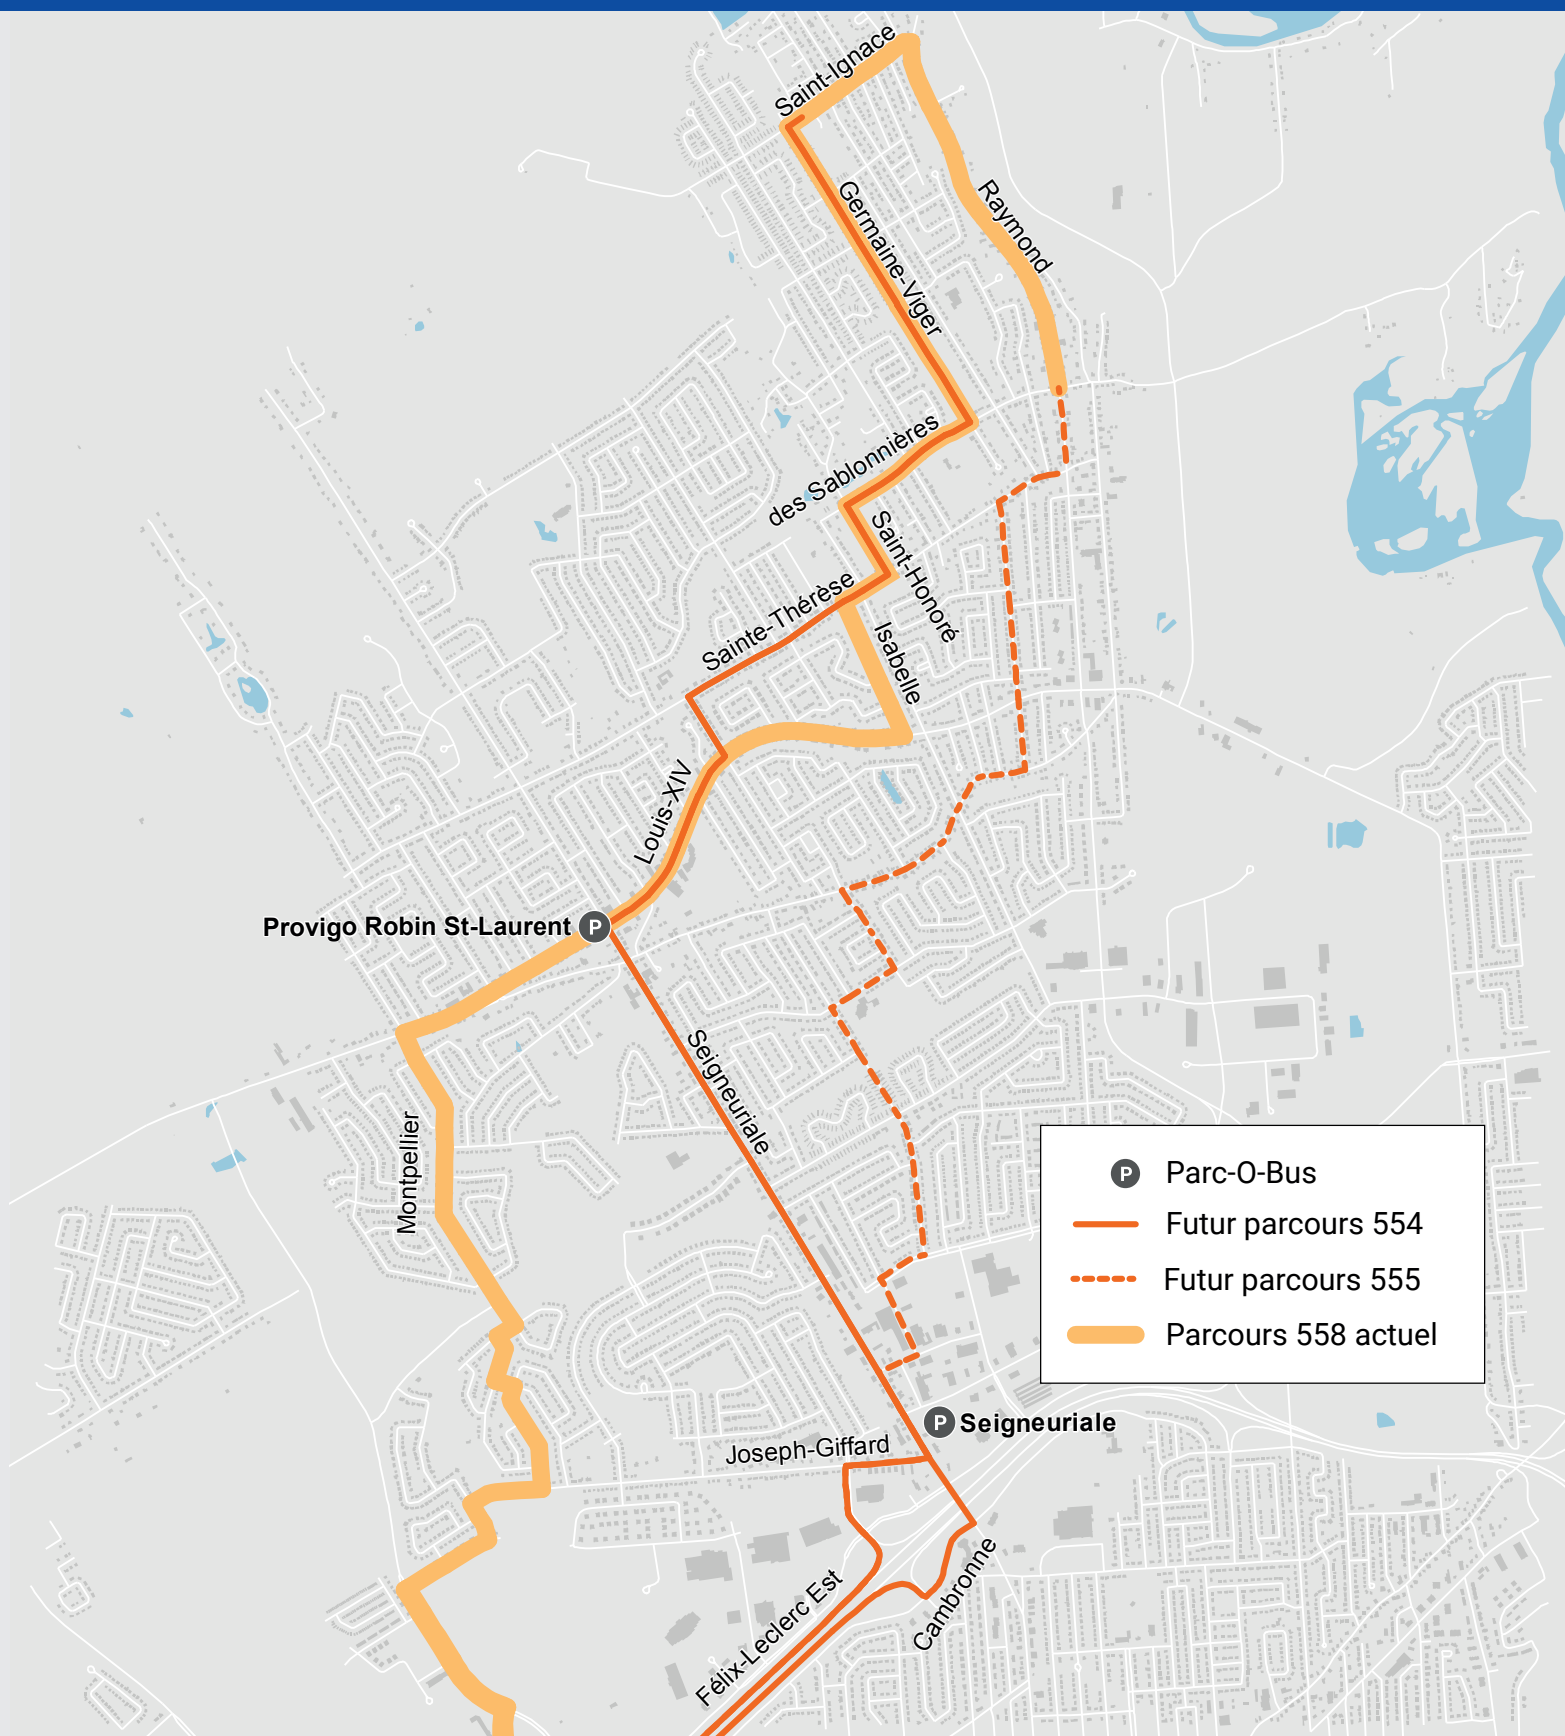 Saint-Ignace
Raymond
Germaine-Viger
des Sablonnières
Saint-Honoré
Sainte-Thérèse
Isabelle
Louis-XIV
Provigo Robin St-Laurent P
Seigneuriale
Montpellier
P Parc-O-Bus
Futur parcours 554
Futur parcours 555
Parcours 558 actuel
P Seigneuriale
Joseph-Giffard
Cambronne
Félix-Leclerc Est